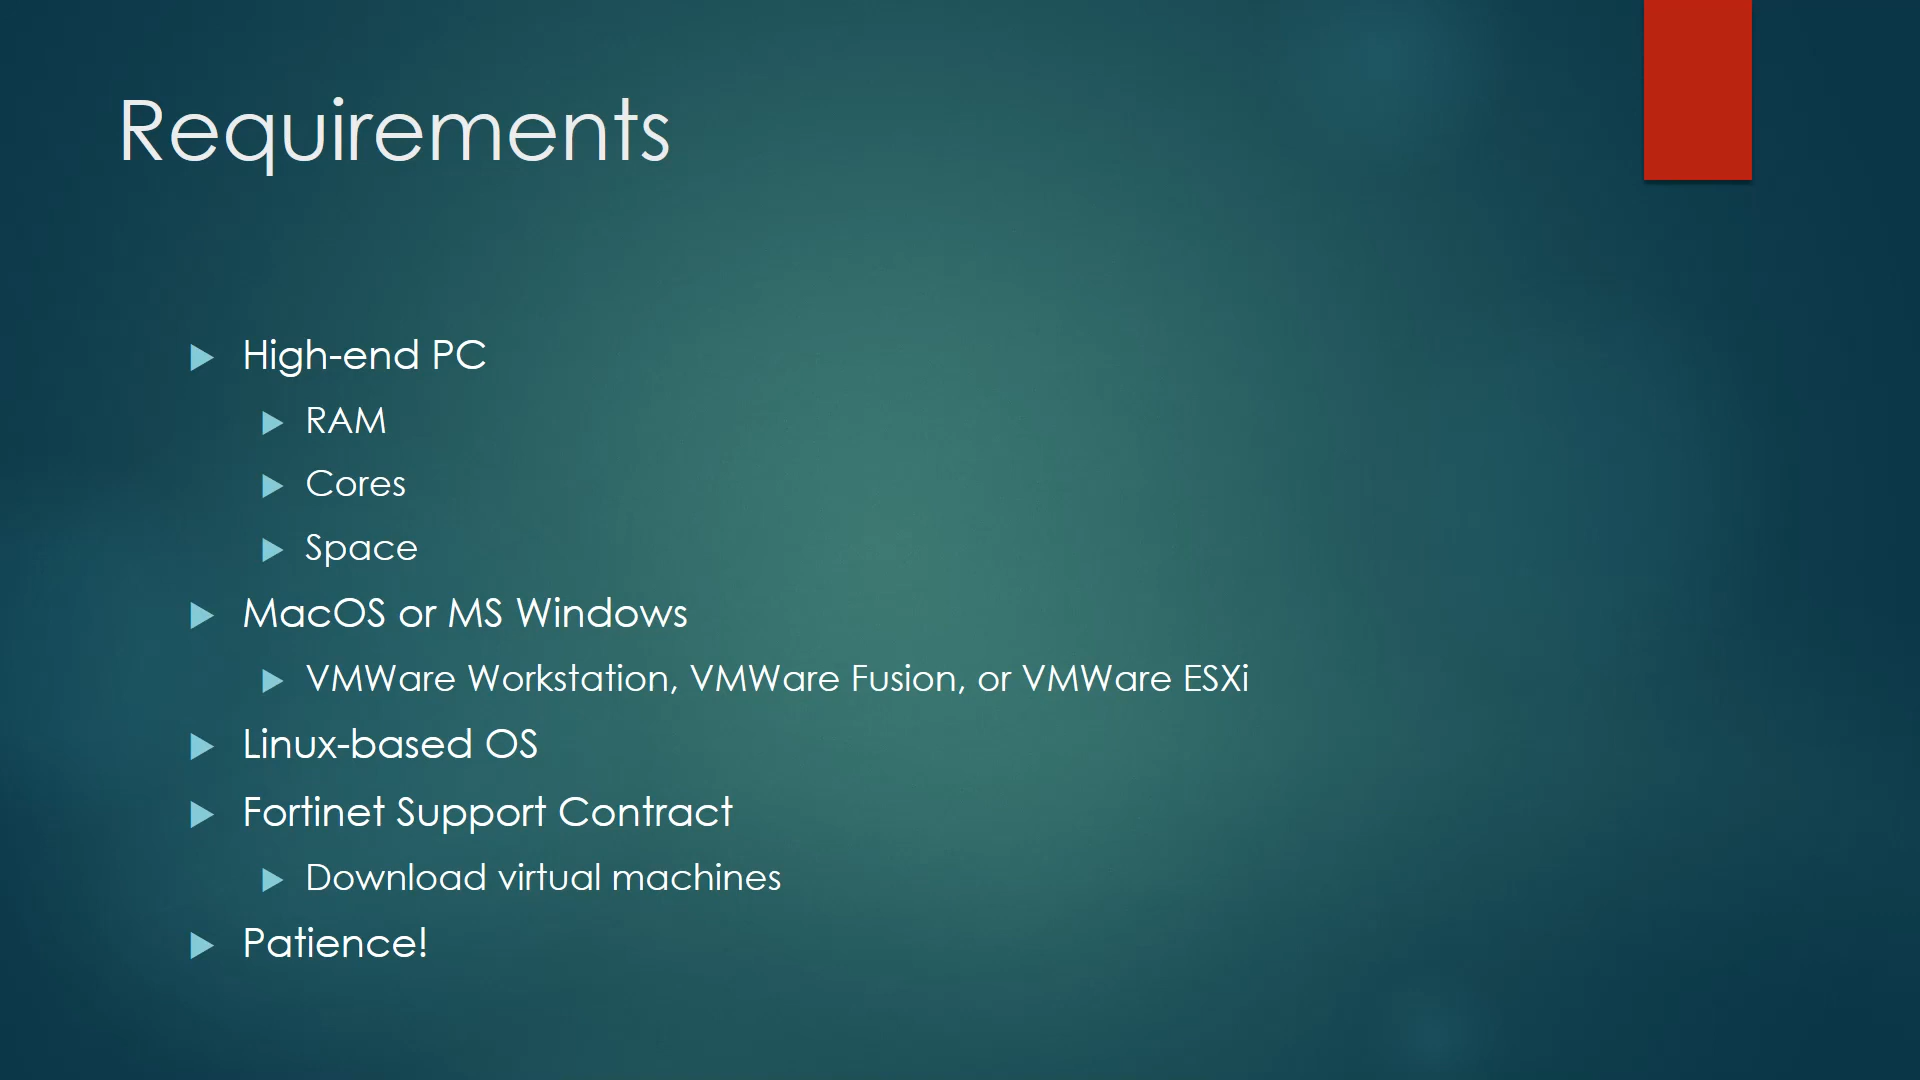 Requirements
High-end PC
RAM
Cores
Space
MacOS or MS Windows
VMWare Workstation, VMWare Fusion, or VMWare ESXi
Linux-based OS
Fortinet Support Contract
Download virtual machines
Patience!